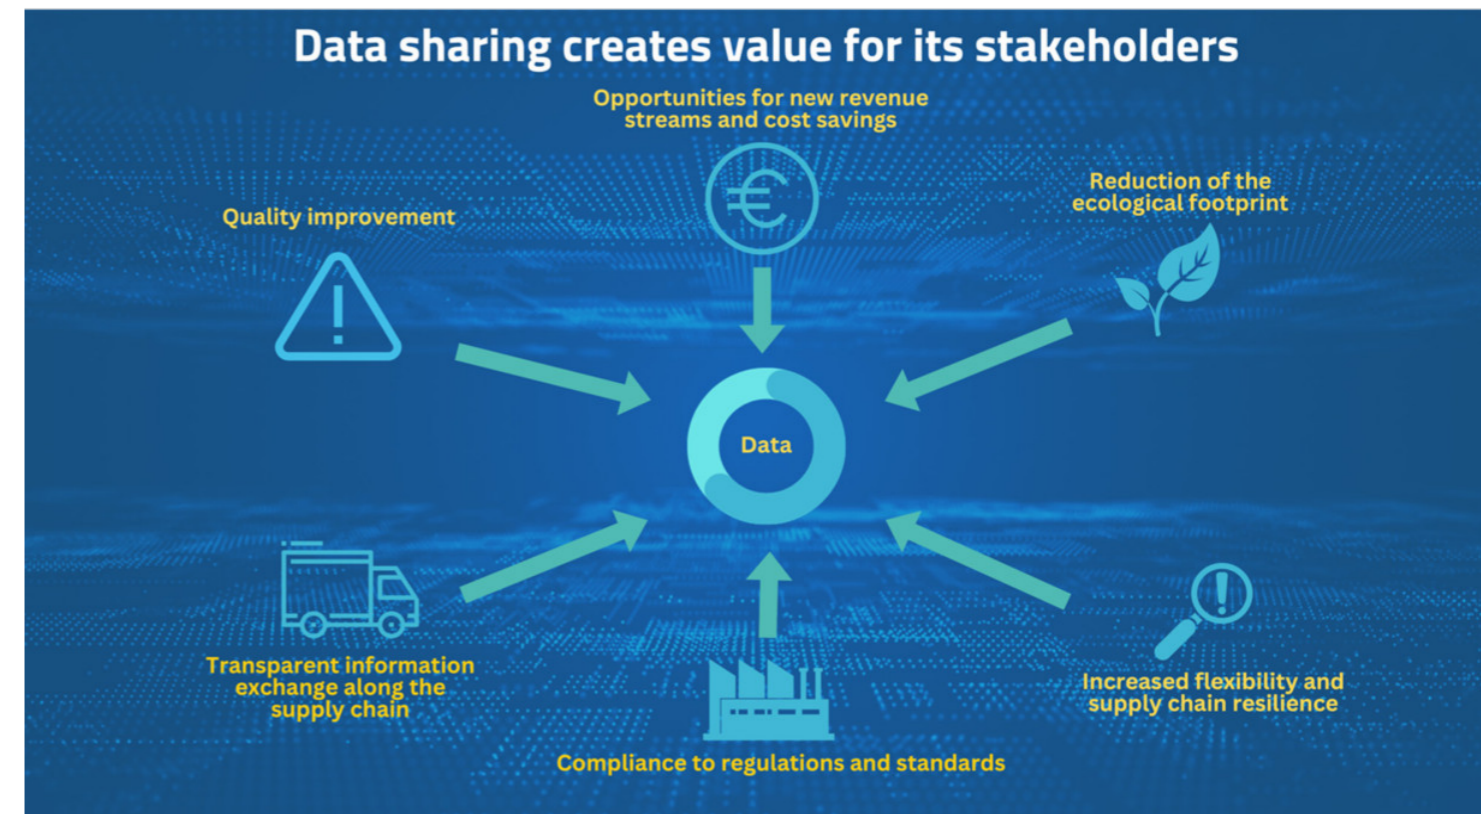 Data sharing creates value for its stakeholders
Opportunities for new revenue
streams and cost savings
Reduction of the
ecological footprint
Quality improvement
€
Data
Transparent information
exchange along the
supply chain
Increased flexibility and
supply chain resilience
Compliance to regulations and standards